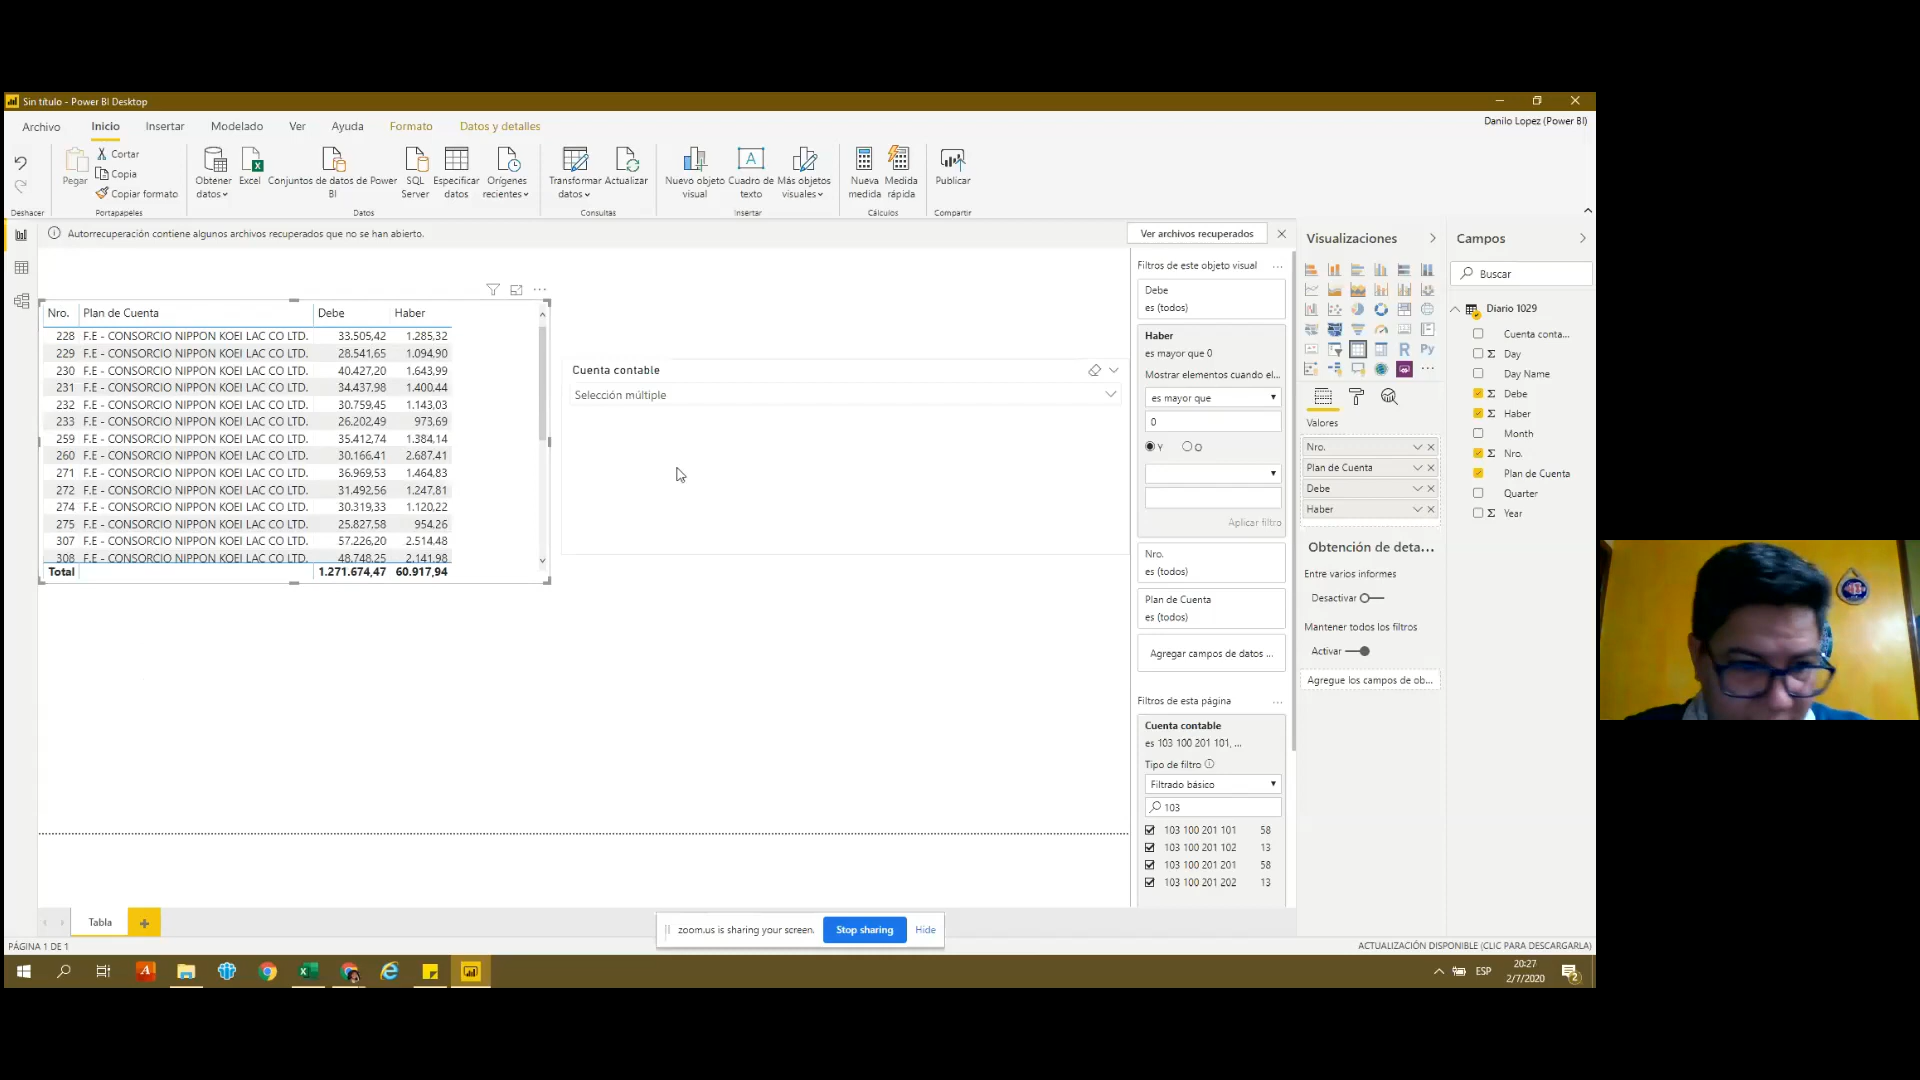 Sin título - Power BI Desktop
Danilo Lopez (Power BI)
Archivo Inicio Insertar Modelado Ver Ayuda Formato Datos y detalles
Pegar
Cortar
Copia
Copiar formato
Obtener datos
Excel
Conjuntos de datos de Power BI
SQL Server
Especificar datos
Orígenes recientes
Transformar datos
Actualizar
Nuevo objeto visual
Cuadro de texto
Más objetos visuales
Nueva medida
Medida rápida
Publicar
Deshacer Portapapeles Datos Consultas Insertar Cálculos Compartir
Autorrecuperación contiene algunos archivos recuperados que no se han abierto.
Ver archivos recuperados
Nro. Plan de Cuenta Debe Haber
228 F.E - CONSORCIO NIPPON KOEI LAC CO LTD. 33.505,42 1.285,32
229 F.E - CONSORCIO NIPPON KOEI LAC CO LTD. 28.541,65 1.094,90
230 F.E - CONSORCIO NIPPON KOEI LAC CO LTD. 40.427,20 1.643,99
231 F.E - CONSORCIO NIPPON KOEI LAC CO LTD. 34.437,98 1.400,44
232 F.E - CONSORCIO NIPPON KOEI LAC CO LTD. 30.759,45 1.143,03
233 F.E - CONSORCIO NIPPON KOEI LAC CO LTD. 26.202,49 973,69
259 F.E - CONSORCIO NIPPON KOEI LAC CO LTD. 35.412,74 1.384,14
260 F.E - CONSORCIO NIPPON KOEI LAC CO LTD. 30.166,41 2.687,41
271 F.E - CONSORCIO NIPPON KOEI LAC CO LTD. 36.969,53 1.464,83
272 F.E - CONSORCIO NIPPON KOEI LAC CO LTD. 31.492,56 1.247,81
274 F.E - CONSORCIO NIPPON KOEI LAC CO LTD. 30.319,33 1.120,22
275 F.E - CONSORCIO NIPPON KOEI LAC CO LTD. 25.827,58 954,26
307 F.E - CONSORCIO NIPPON KOEI LAC CO LTD. 57.226,20 2.514,48
308 F.E - CONSORCIO NIPPON KOEI LAC CO LTD. 48.748,25 2.141,98
Total 1.271.674,47 60.917,94
Cuenta contable
Selección múltiple
Filtros de este objeto visual
Debe
es (todos)
Haber
es mayor que 0
Mostrar elementos cuando el...
es mayor que
0
Y O
Aplicar filtro
Nro.
es (todos)
Plan de Cuenta
es (todos)
Agregar campos de datos ...
Filtros de esta página
Cuenta contable
es 103 100 201 101, ...
Tipo de filtro
Filtrado básico
103
103 100 201 101 58
103 100 201 102 13
103 100 201 201 58
103 100 201 202 13
Visualizaciones
R Py
Valores
Nro.
Plan de Cuenta
Debe
Haber
Obtención de deta...
Entre varios informes
Desactivar
Mantener todos los filtros
Activar
Agregue los campos de ob...
Campos
Buscar
Diario 1029
Cuenta conta...
Day
Day Name
Debe
Haber
Month
Nro.
Plan de Cuenta
Quarter
Year
Tabla
zoom.us is sharing your screen. Stop sharing Hide
PÁGINA 1 DE 1
ACTUALIZACIÓN DISPONIBLE (CLIC PARA DESCARGARLA)
ESP
20:27
2/7/2020
2